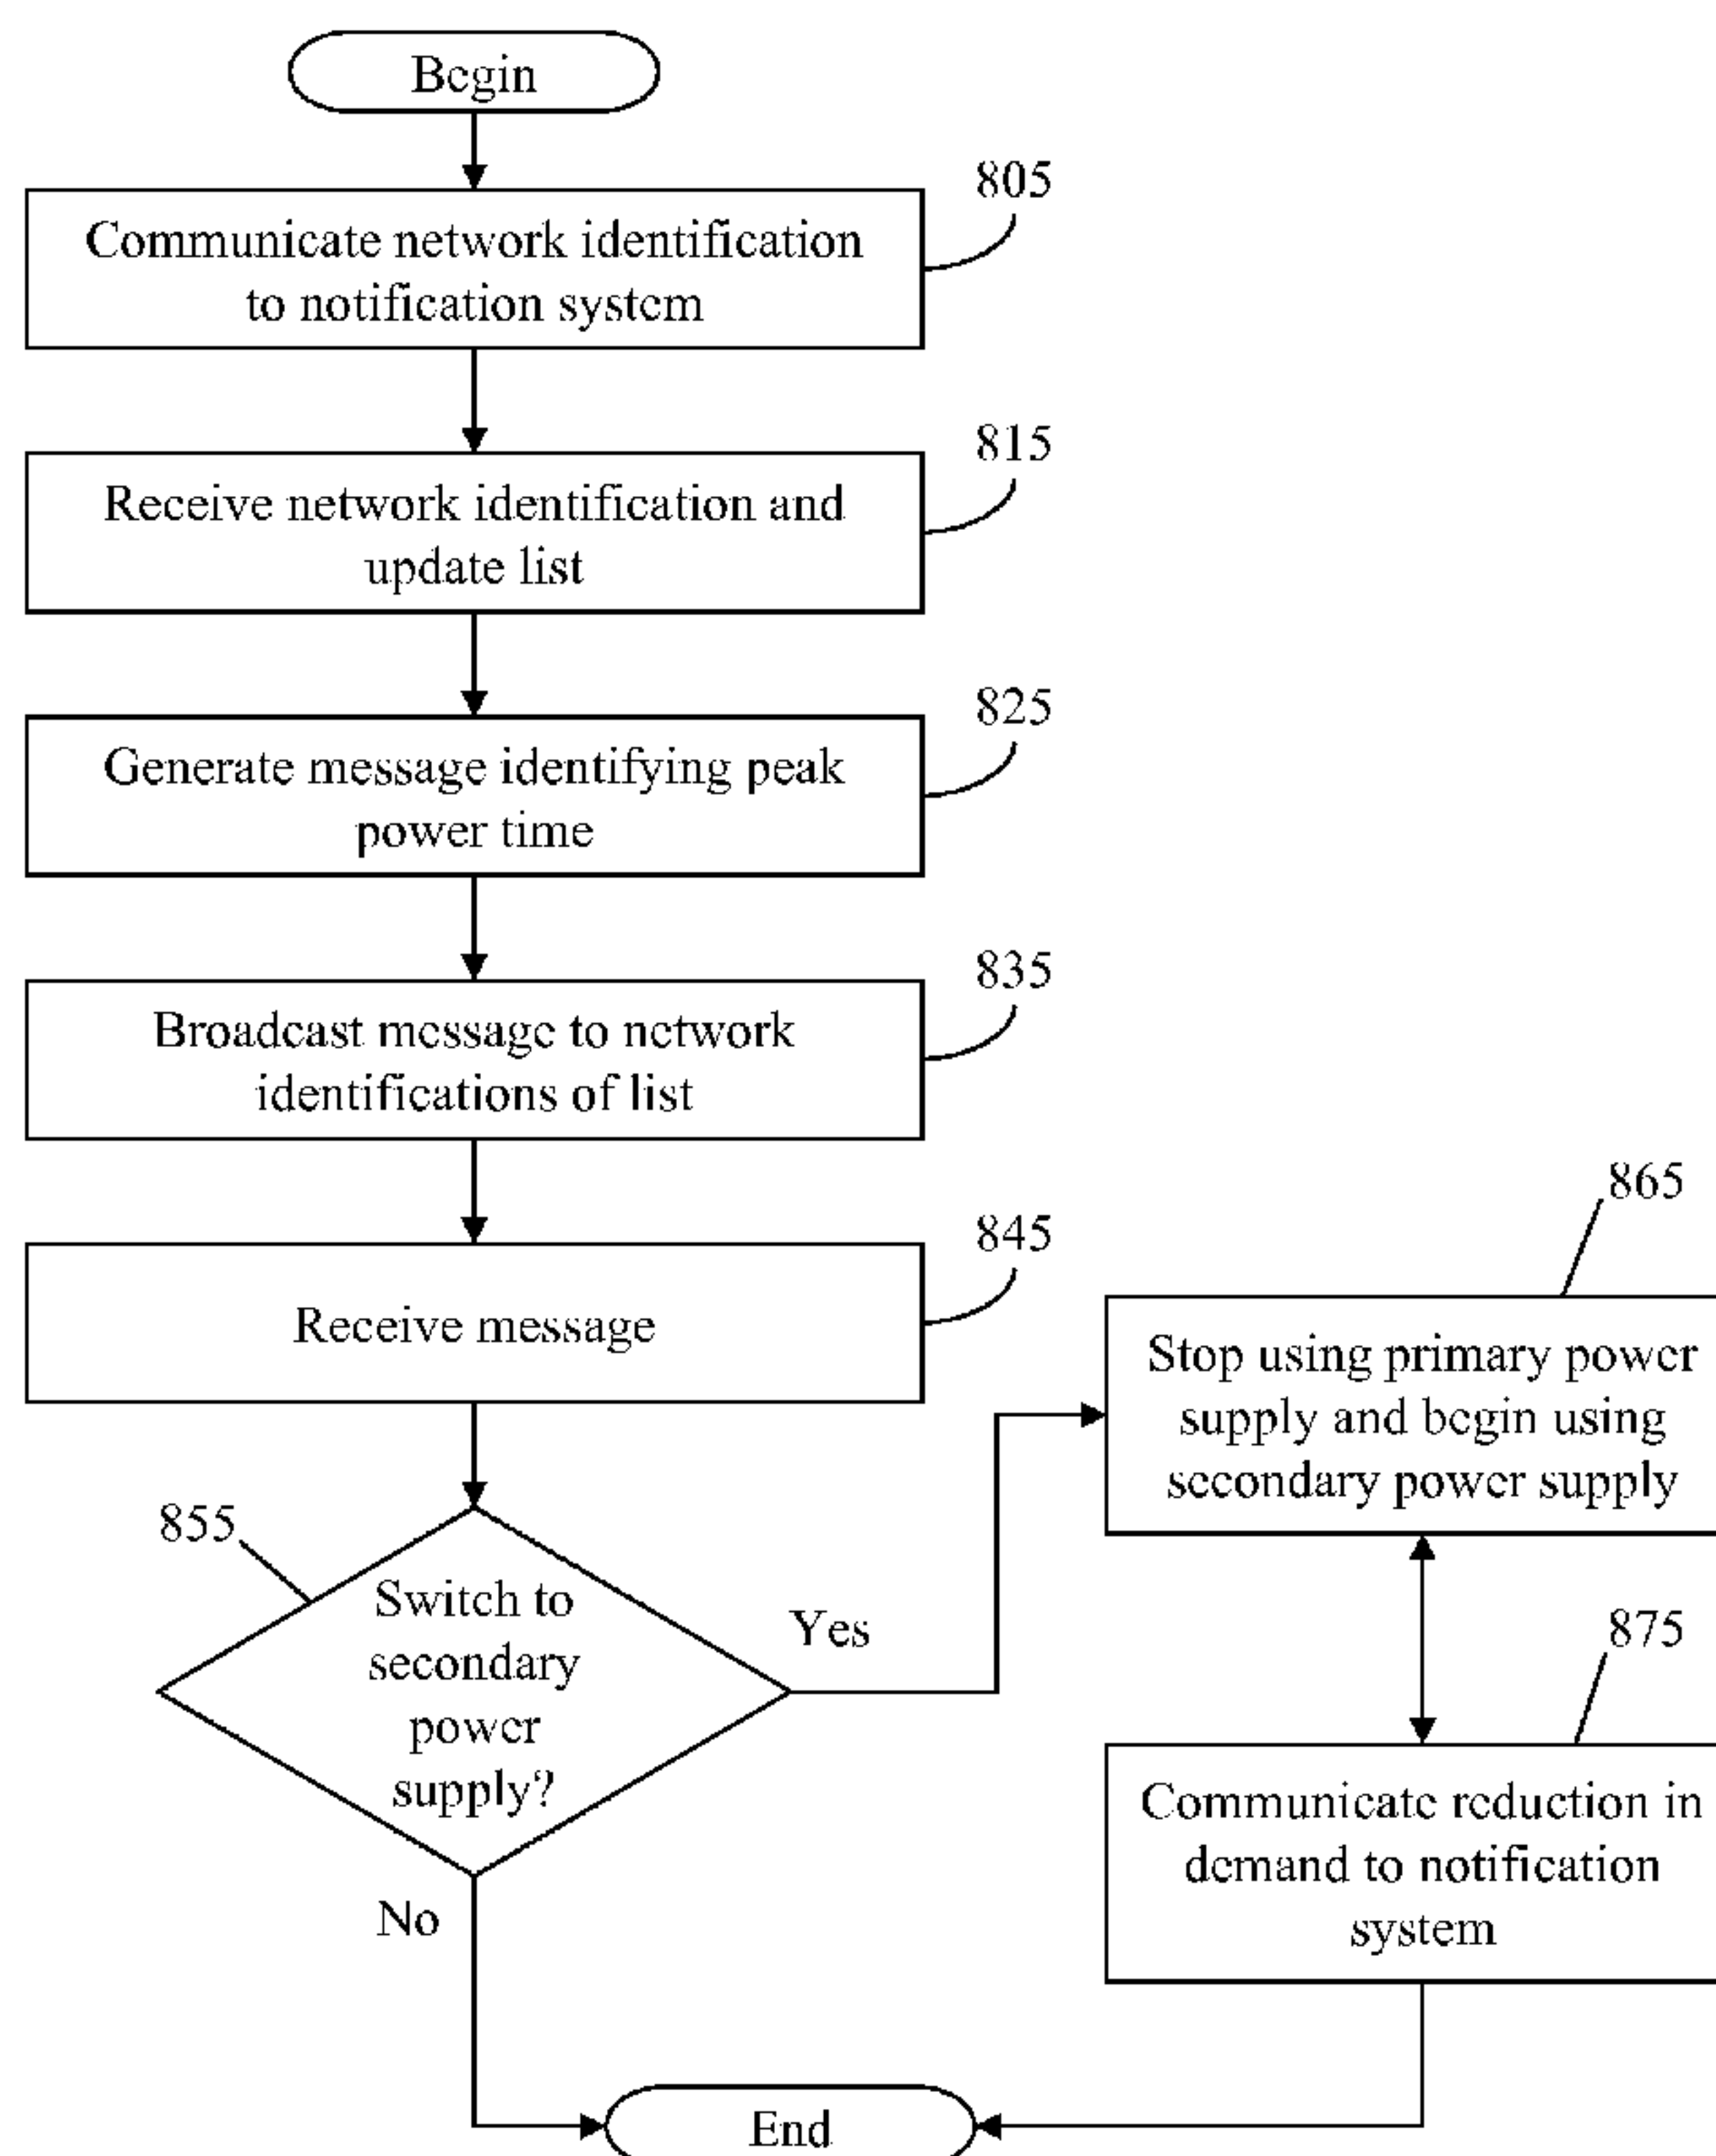 Begin
805
Communicate network identification
to notification system
815
Receive network identification and
update list
825
Generate message identifying peak
power time
835
Broadcast message to network
identifications of list
845
Receive message
855
Switch to
secondary
power
supply?
Yes
No
865
Stop using primary power
supply and begin using
secondary power supply
875
Communicate reduction in
demand to notification
system
End